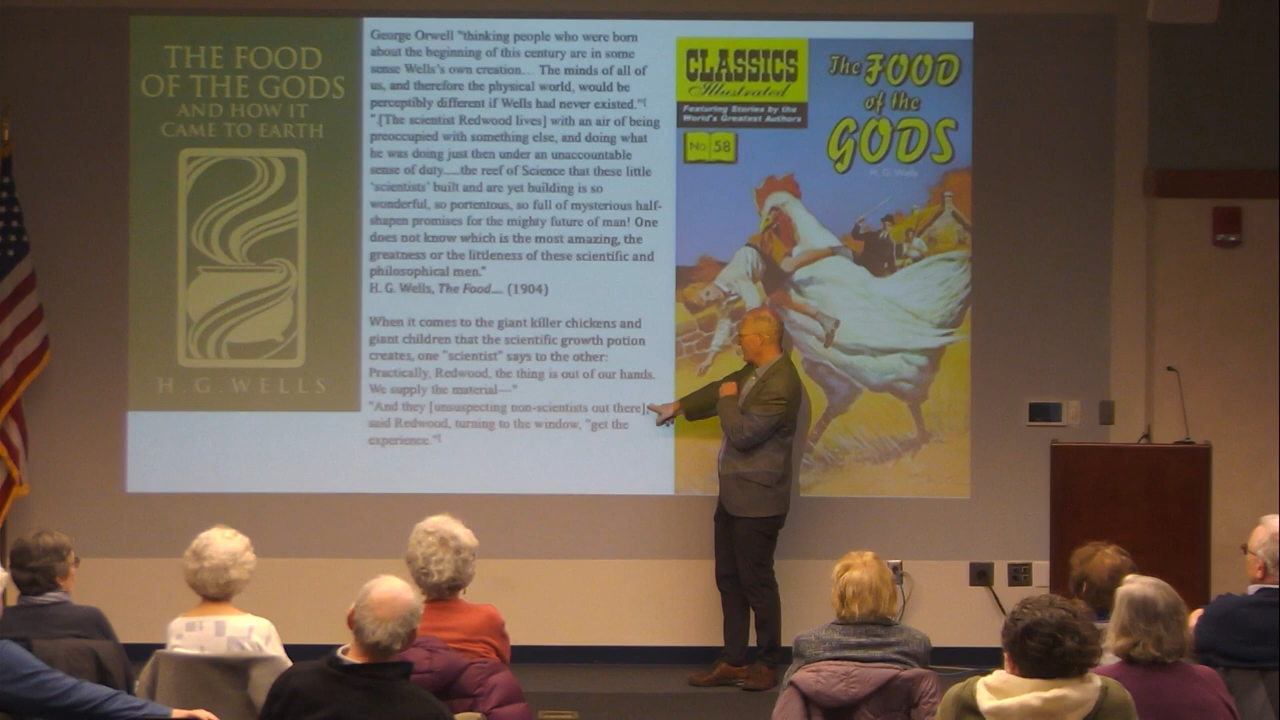 THE FOOD
OF THE GODS
AND HOW IT
CAME TO EARTH
H.G.WELLS
George Orwell "thinking people who were born
about the beginning of this century are in some
sense Wells's own creation... The minds of all of
us, and therefore the physical world, would be
perceptibly different if Wells had never existed."
".[The scientist Redwood lives] with an air of being
preoccupied with something else, and doing what
he was doing just then under an unaccountable
sense of duty.....the reef of Science that these little
'scientists' built and are yet building is so
wonderful, so portentous, so full of mysterious half-
shapen promises for the mighty future of man! One
does not know which is the most amazing, the
greatness or the littleness of these scientific and
philosophical men."
H. G. Wells, The Food.... (1904)
When it comes to the giant killer chickens and
giant children that the scientific growth potion
creates, one "scientist" says to the other:
Practically, Redwood, the thing is out of our hands.
We supply the material—"
"And they [unsuspecting non-scientists out there],"
said Redwood, turning to the window, "get the
experience."
CLASSICS
Illustrated
Featuring Stories by the
World's Greatest Authors
No 58
The FOOD
of the
GODS
H. G. Wells